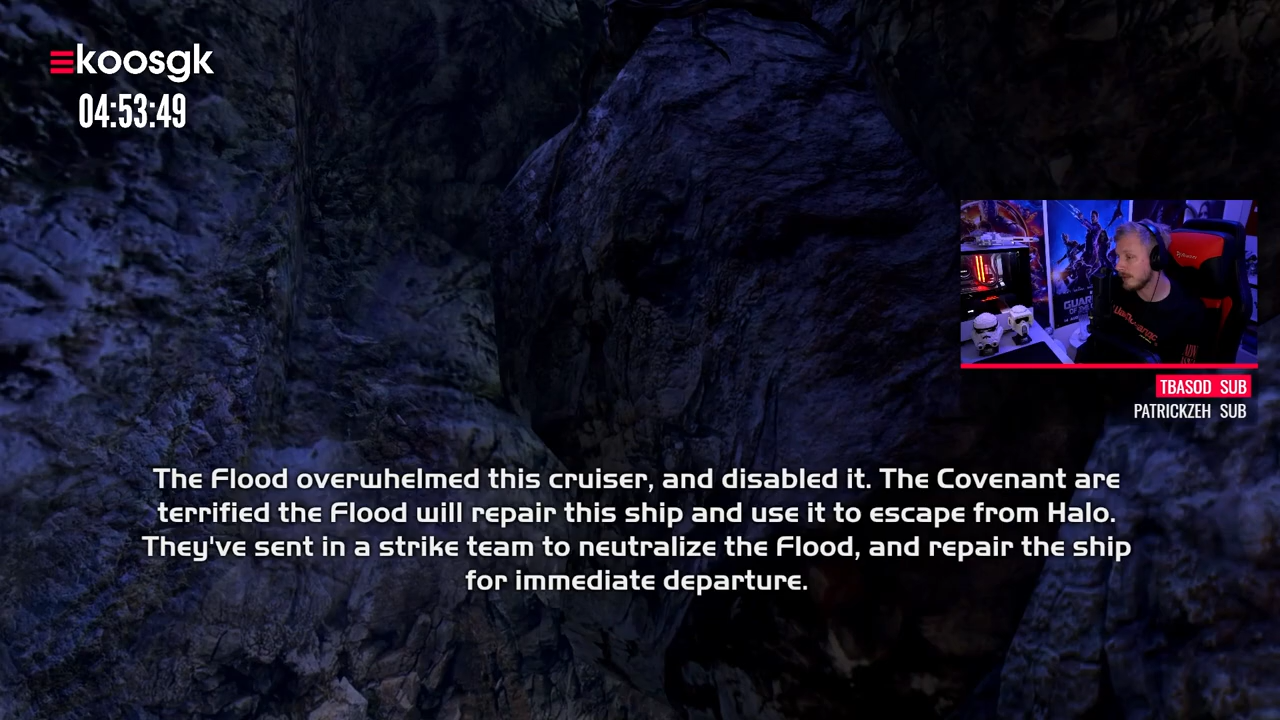 koosgk
04:53:49
GUAR
TBASOD SUB
PATRICKZEH SUB
The Flood overwhelmed this cruiser, and disabled it. The Covenant are
terrified the Flood will repair this ship and use it to escape from Halo.
They've sent in a strike team to neutralize the Flood, and repair the ship
for immediate departure.